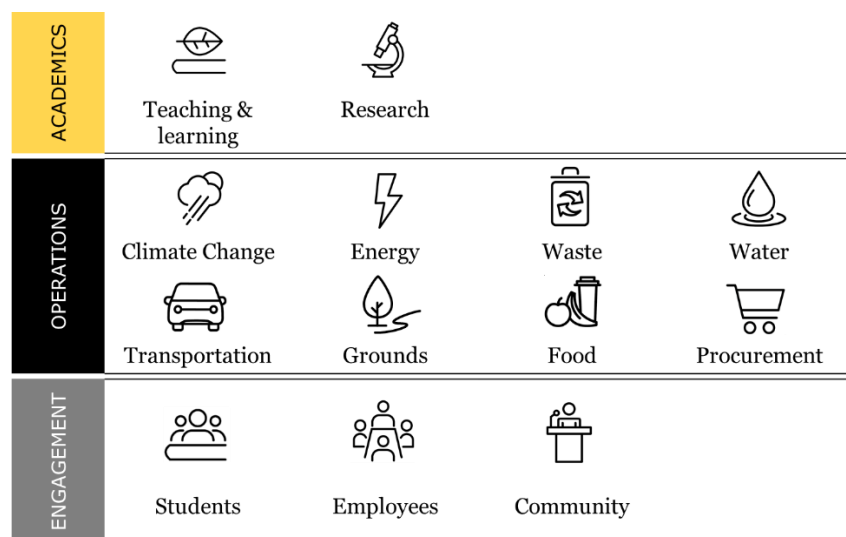 ACADEMICS
Teaching &
learning
Research
OPERATIONS
Climate Change
Energy
Waste
Water
Transportation
Grounds
Food
Procurement
ENGAGEMENT
Students
Employees
Community